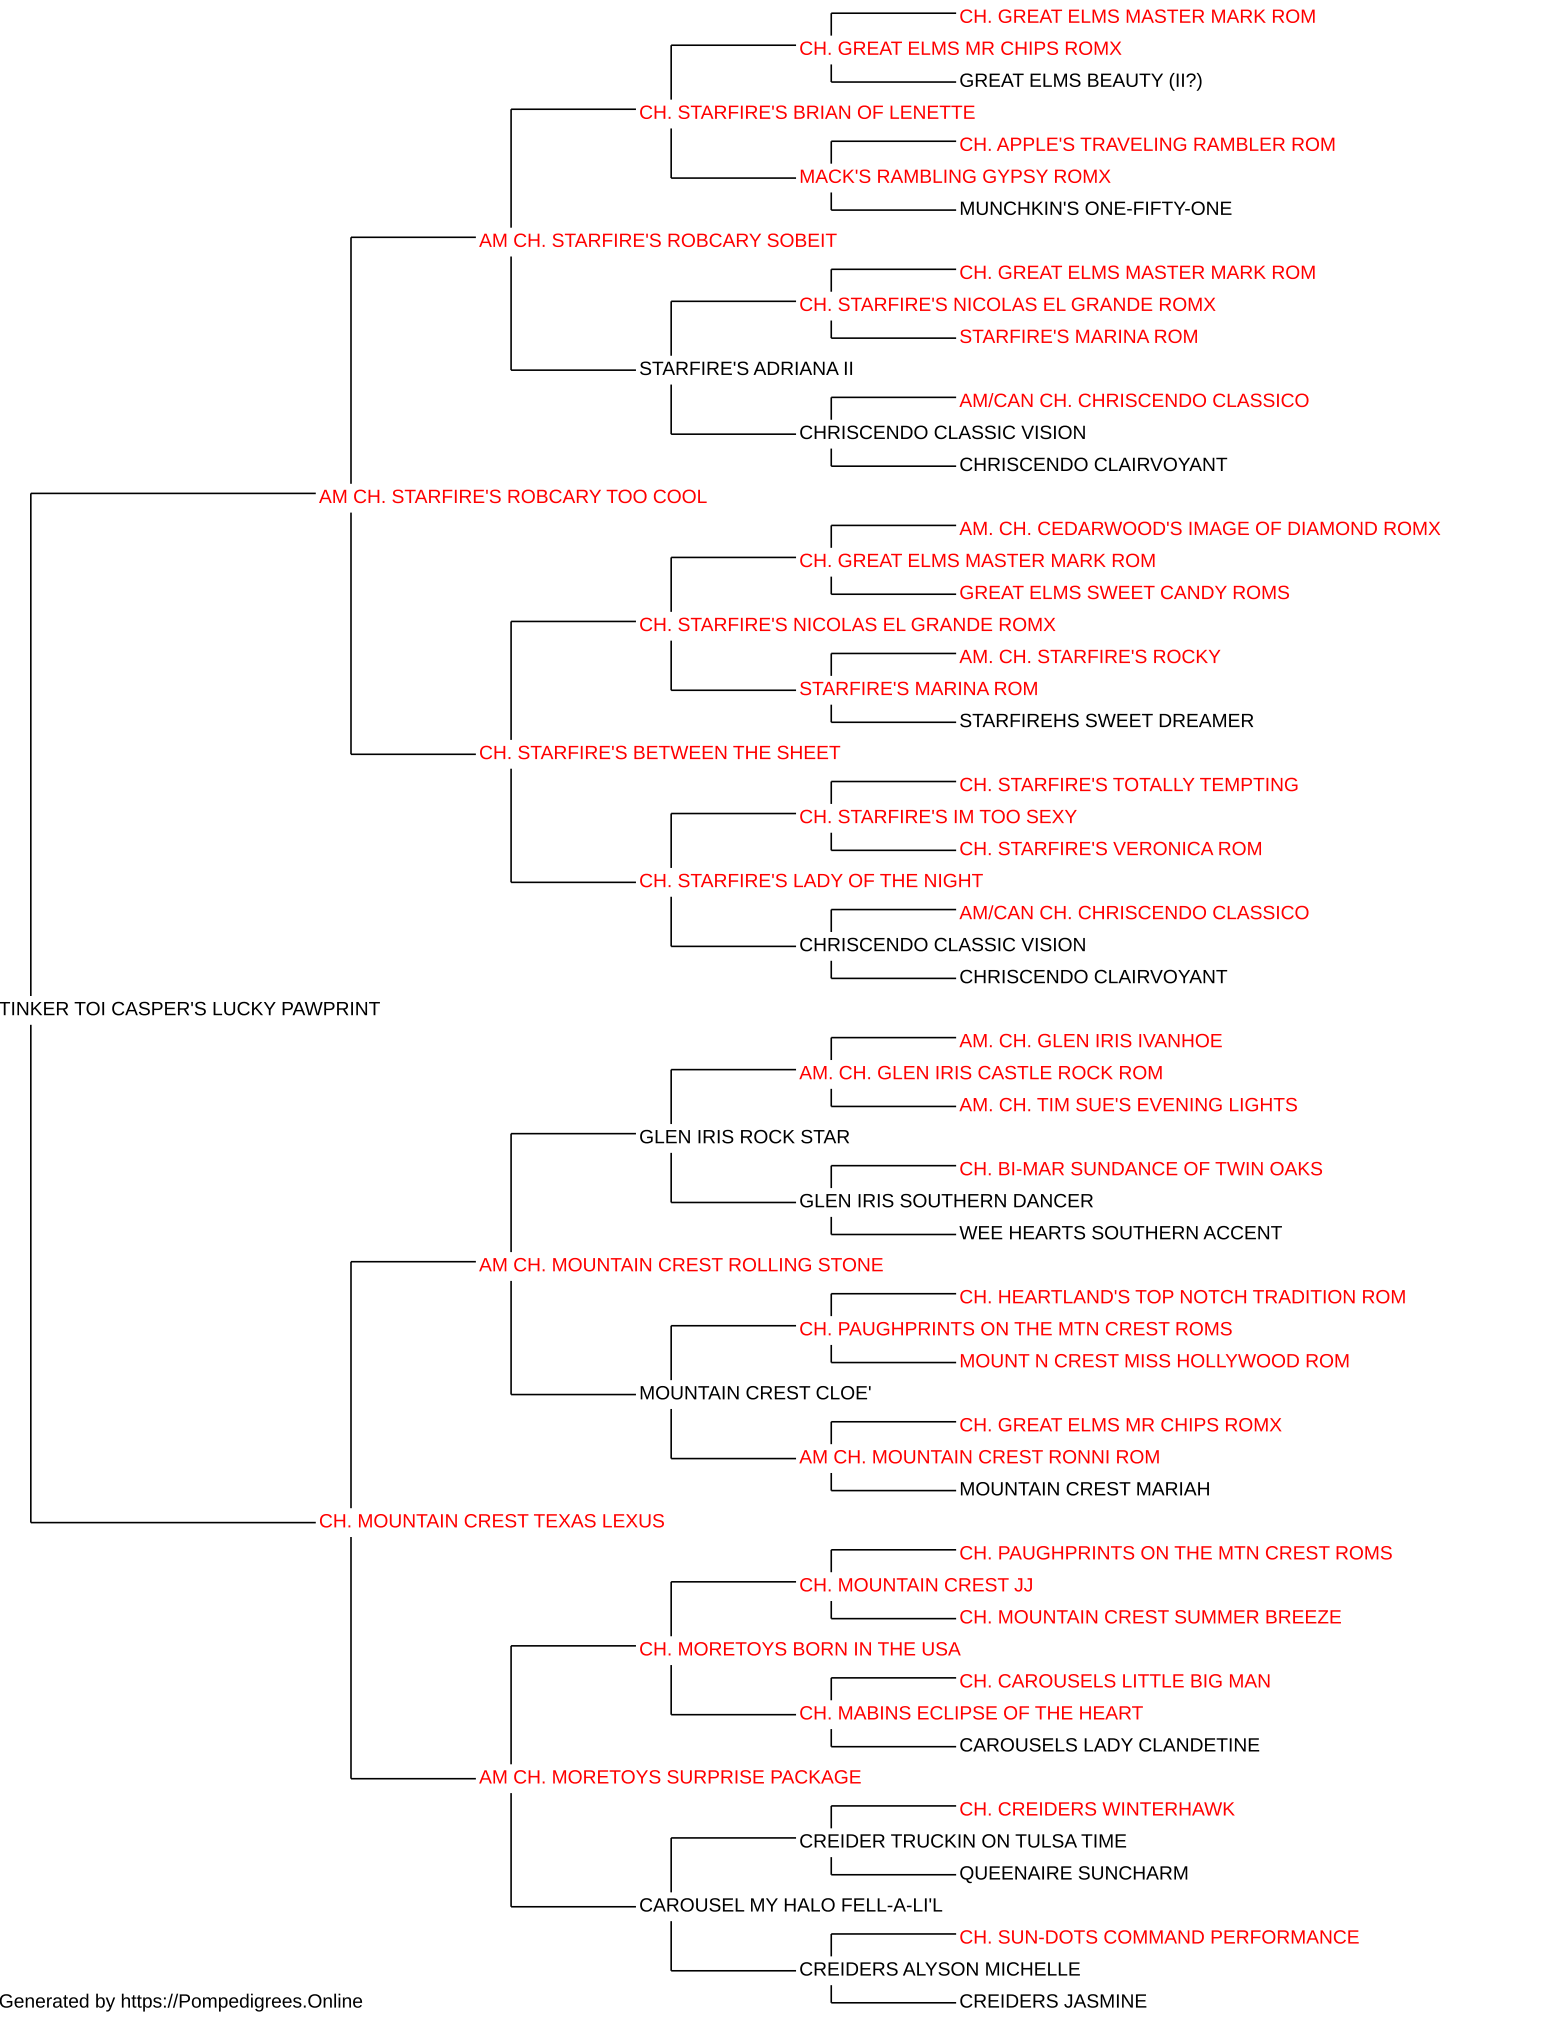 CH. GREAT ELMS MASTER MARK ROM
CH. GREAT ELMS MR CHIPS ROMX
GREAT ELMS BEAUTY (II?)
CH. STARFIRE'S BRIAN OF LENETTE
CH. APPLE'S TRAVELING RAMBLER ROM
MACK'S RAMBLING GYPSY ROMX
MUNCHKIN'S ONE-FIFTY-ONE
AM CH. STARFIRE'S ROBCARY SOBEIT
CH. GREAT ELMS MASTER MARK ROM
CH. STARFIRE'S NICOLAS EL GRANDE ROMX
STARFIRE'S MARINA ROM
STARFIRE'S ADRIANA II
AM/CAN CH. CHRISCENDO CLASSICO
CHRISCENDO CLASSIC VISION
CHRISCENDO CLAIRVOYANT
AM CH. STARFIRE'S ROBCARY TOO COOL
AM. CH. CEDARWOOD'S IMAGE OF DIAMOND ROMX
CH. GREAT ELMS MASTER MARK ROM
GREAT ELMS SWEET CANDY ROMS
CH. STARFIRE'S NICOLAS EL GRANDE ROMX
AM. CH. STARFIRE'S ROCKY
STARFIRE'S MARINA ROM
STARFIREHS SWEET DREAMER
CH. STARFIRE'S BETWEEN THE SHEET
CH. STARFIRE'S TOTALLY TEMPTING
CH. STARFIRE'S IM TOO SEXY
CH. STARFIRE'S VERONICA ROM
CH. STARFIRE'S LADY OF THE NIGHT
AM/CAN CH. CHRISCENDO CLASSICO
CHRISCENDO CLASSIC VISION
CHRISCENDO CLAIRVOYANT
TINKER TOI CASPER'S LUCKY PAWPRINT
AM. CH. GLEN IRIS IVANHOE
AM. CH. GLEN IRIS CASTLE ROCK ROM
AM. CH. TIM SUE'S EVENING LIGHTS
GLEN IRIS ROCK STAR
CH. BI-MAR SUNDANCE OF TWIN OAKS
GLEN IRIS SOUTHERN DANCER
WEE HEARTS SOUTHERN ACCENT
AM CH. MOUNTAIN CREST ROLLING STONE
CH. HEARTLAND'S TOP NOTCH TRADITION ROM
CH. PAUGHPRINTS ON THE MTN CREST ROMS
MOUNT N CREST MISS HOLLYWOOD ROM
MOUNTAIN CREST CLOE'
CH. GREAT ELMS MR CHIPS ROMX
AM CH. MOUNTAIN CREST RONNI ROM
MOUNTAIN CREST MARIAH
CH. MOUNTAIN CREST TEXAS LEXUS
CH. PAUGHPRINTS ON THE MTN CREST ROMS
CH. MOUNTAIN CREST JJ
CH. MOUNTAIN CREST SUMMER BREEZE
CH. MORETOYS BORN IN THE USA
CH. CAROUSELS LITTLE BIG MAN
CH. MABINS ECLIPSE OF THE HEART
CAROUSELS LADY CLANDETINE
AM CH. MORETOYS SURPRISE PACKAGE
CH. CREIDERS WINTERHAWK
CREIDER TRUCKIN ON TULSA TIME
QUEENAIRE SUNCHARM
CAROUSEL MY HALO FELL-A-LI'L
CH. SUN-DOTS COMMAND PERFORMANCE
CREIDERS ALYSON MICHELLE
CREIDERS JASMINE
Generated by https://Pompedigrees.Online